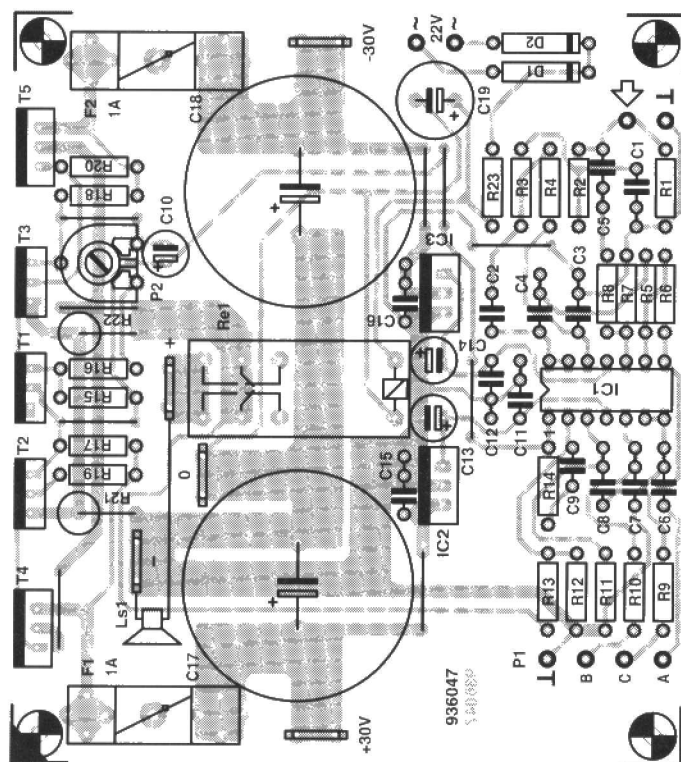 -30V
~
22V
~
D2
D1
F2
1A
C18
C19
T5
R20
R18
C10
T3
P2
R22
Re1
T1
R16
R15
+
T2
R17
R19
R21
0
T4
-
Ls1
F1
1A
C17
+30V
R23
R3
R4
R2
C5
C1
R1
T
IC3
C16
C2
C4
C3
R8
R7
R5
R6
C14
C12
C11
IC1
C13
C15
IC2
R14
C9
C8
C7
C6
R13
R12
R11
R10
R9
P1
B
C
A
936047